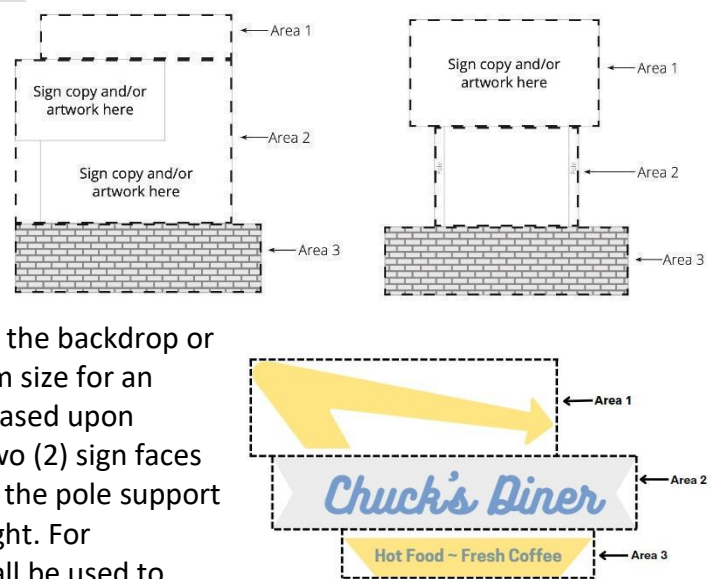 Area 1
Sign copy and/or
artwork here
Area 2
Sign copy and/or
artwork here
Area 3
Sign copy and/or
artwork here
Area 1
Area 2
Area 3
the backdrop or
size for an
ased upon
vo (2) sign faces
the pole support
ght. For
all be used to
Area 1
Chuck's Diner
Area 2
Hot Food ~ Fresh Coffee
Area 3